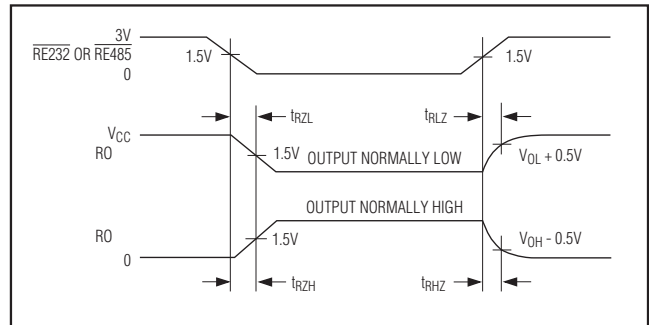 3V
RE232 OR RE485
0
1.5V
1.5V
tRZL
tRLZ
VCC
RO
1.5V
OUTPUT NORMALLY LOW
VOL + 0.5V
OUTPUT NORMALLY HIGH
RO
0
1.5V
VOH - 0.5V
tRZH
tRHZ